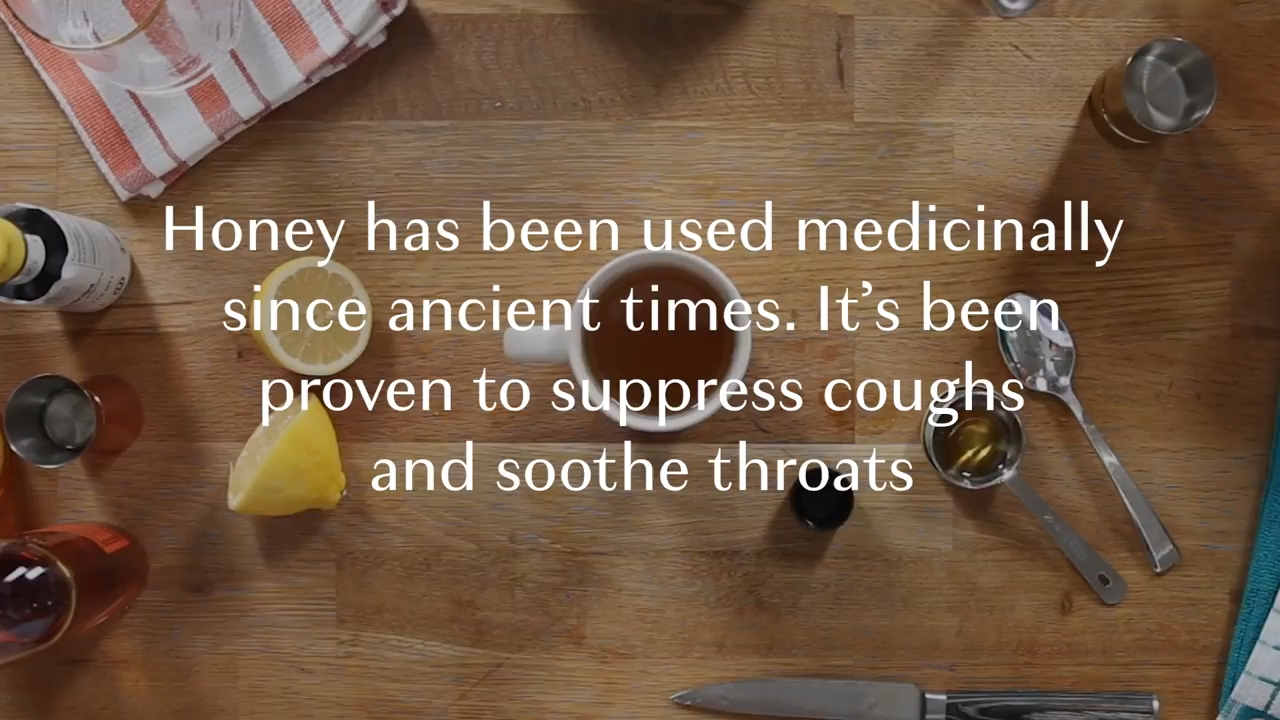 Honey has been used medicinally
since ancient times. It’s been
proven to suppress coughs
and soothe throats